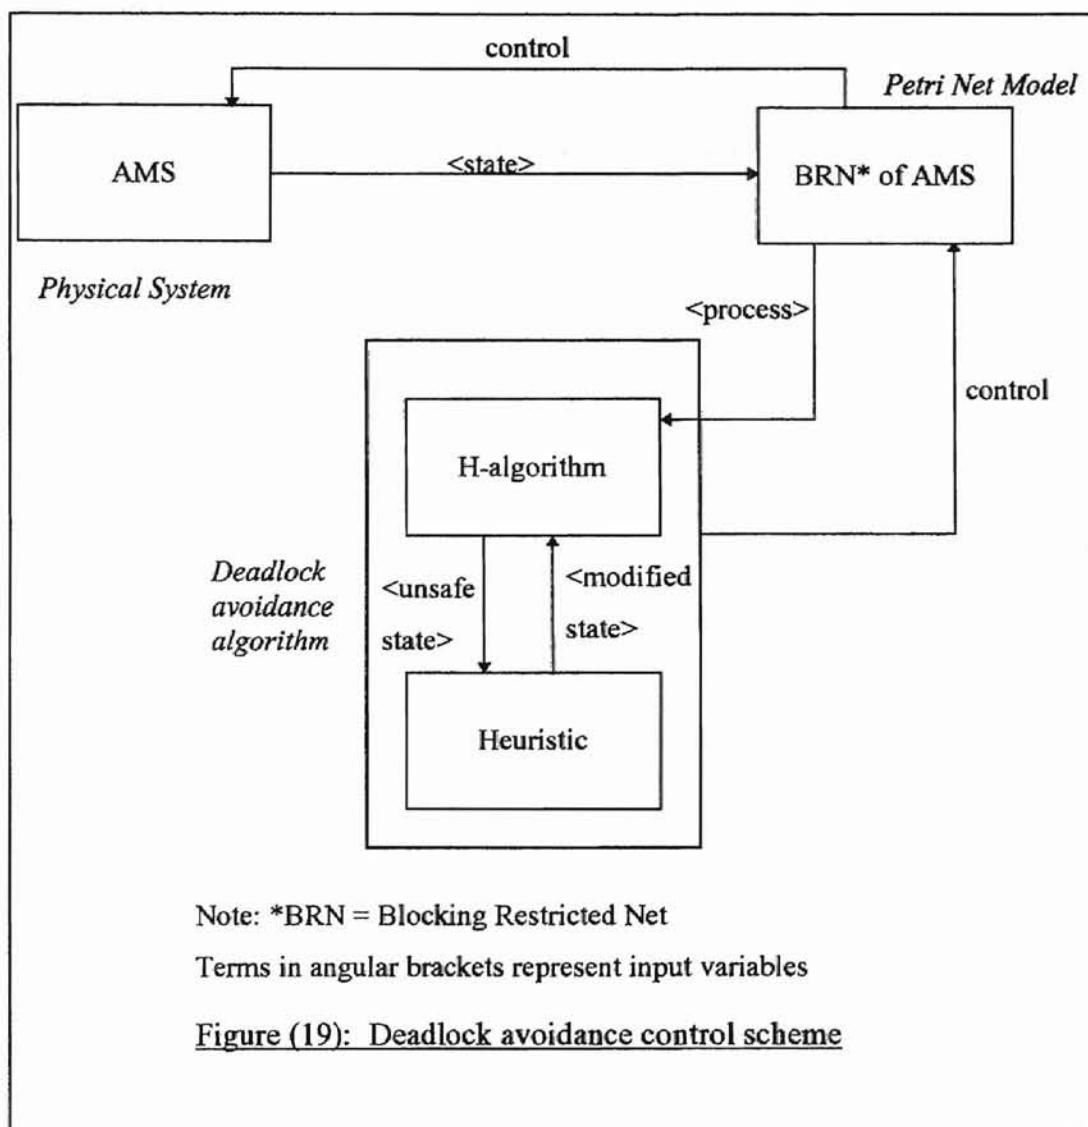 control
Petri Net Model
AMS
<state>
BRN* of AMS
Physical System
<process>
control
H-algorithm
Deadlock
avoidance
algorithm
<unsafe
state>
<modified
state>
Heuristic
Note: *BRN = Blocking Restricted Net
Terms in angular brackets represent input variables
Figure (19): Deadlock avoidance control scheme